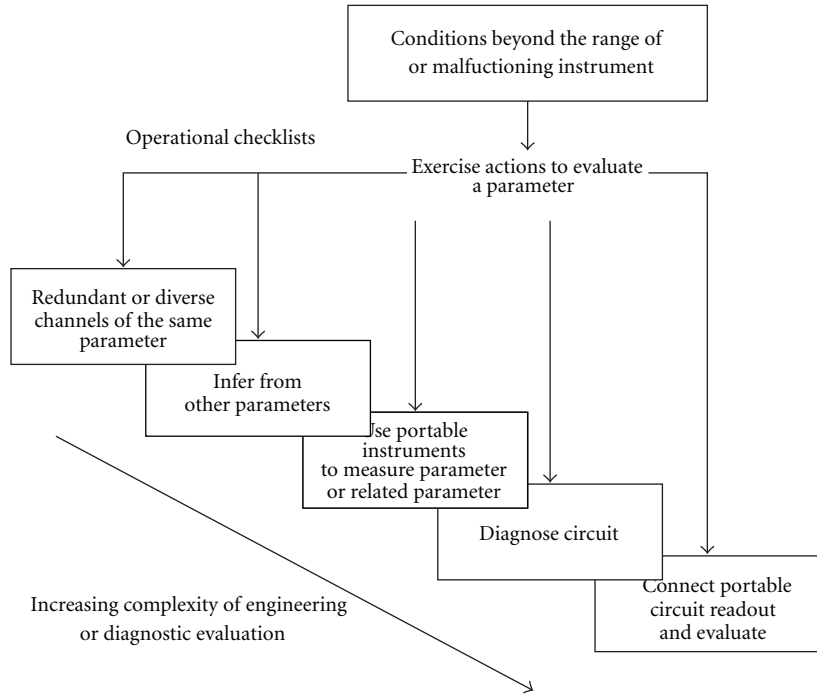 Conditions beyond the range of
or malfuctioning instrument
Operational checklists
Exercise actions to evaluate
a parameter
Redundant or diverse
channels of the same
parameter
Infer from
other parameters
Use portable
instruments
to measure parameter
or related parameter
Diagnose circuit
Connect portable
circuit readout
and evaluate
Increasing complexity of engineering
or diagnostic evaluation